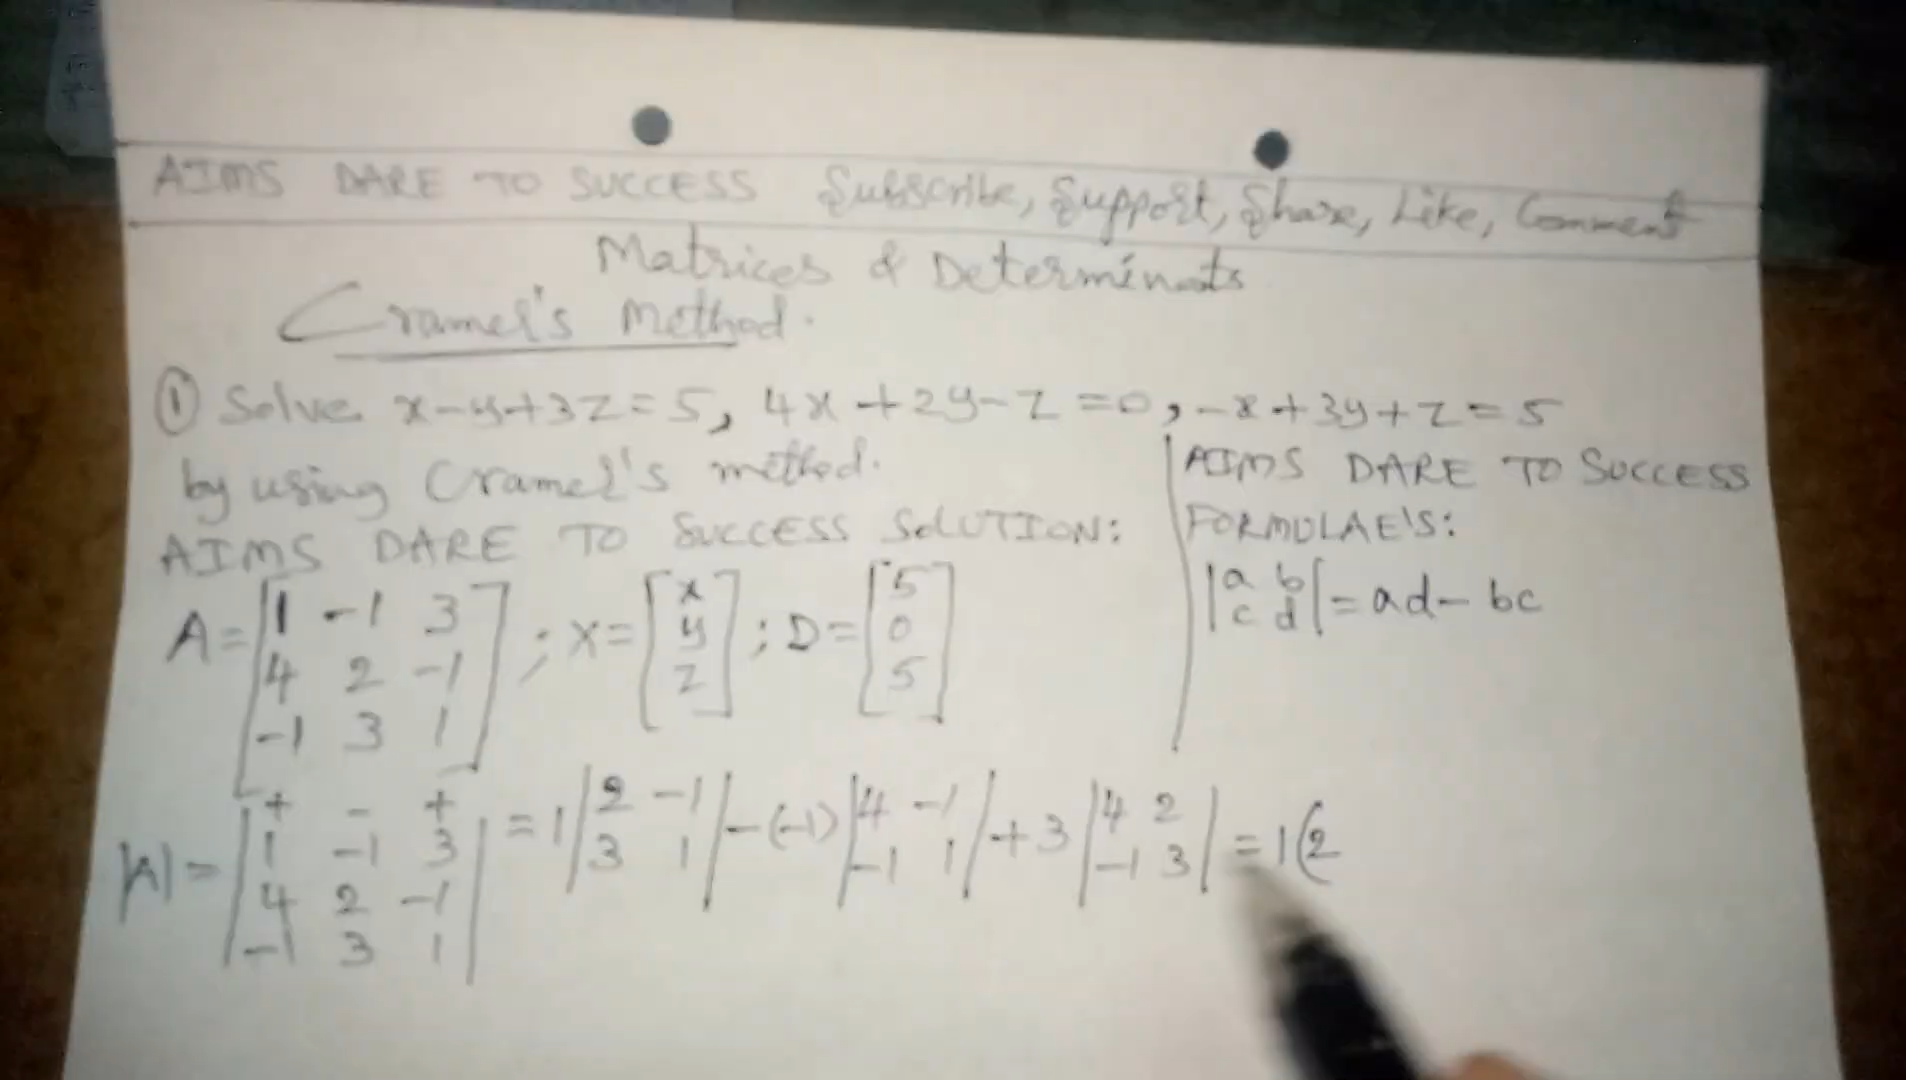 AIMS DARE TO SUCCESS Subscribe, Support, Share, Like, Comment
Matrices & Determinants
Cramer's Method.
① Solve x-y+3z=5, 4x+2y-z=0, -x+3y+z=5
by using Cramer's method.
AIMS DARE TO SUCCESS SOLUTION:
A=[1 -1 3; 4 2 -1; -1 3 1]; X=[x; y; z]; D=[5; 0; 5]
AIMS DARE TO SUCCESS
FORMULAE'S:
|a b; c d|=ad-bc
+ - +
|A|=|1 -1 3; 4 2 -1; -1 3 1| =1|2 -1; 3 1|-(-1)|4 -1; -1 1|+3|4 2; -1 3|=1(2